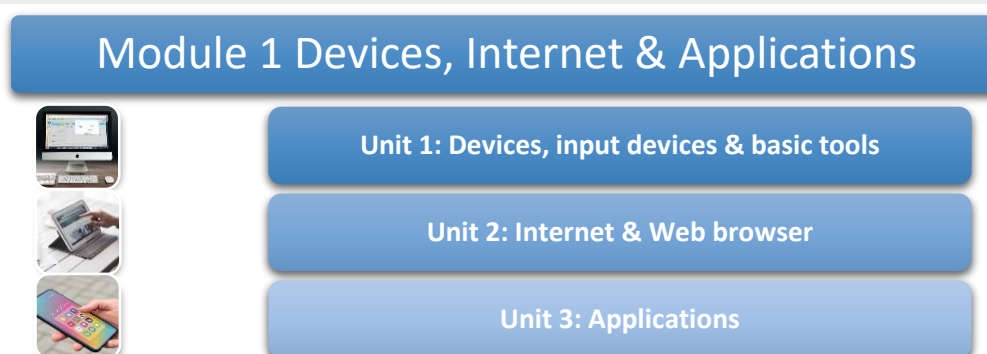 Module 1 Devices, Internet & Applications
Unit 1: Devices, input devices & basic tools
Unit 2: Internet & Web browser
Unit 3: Applications